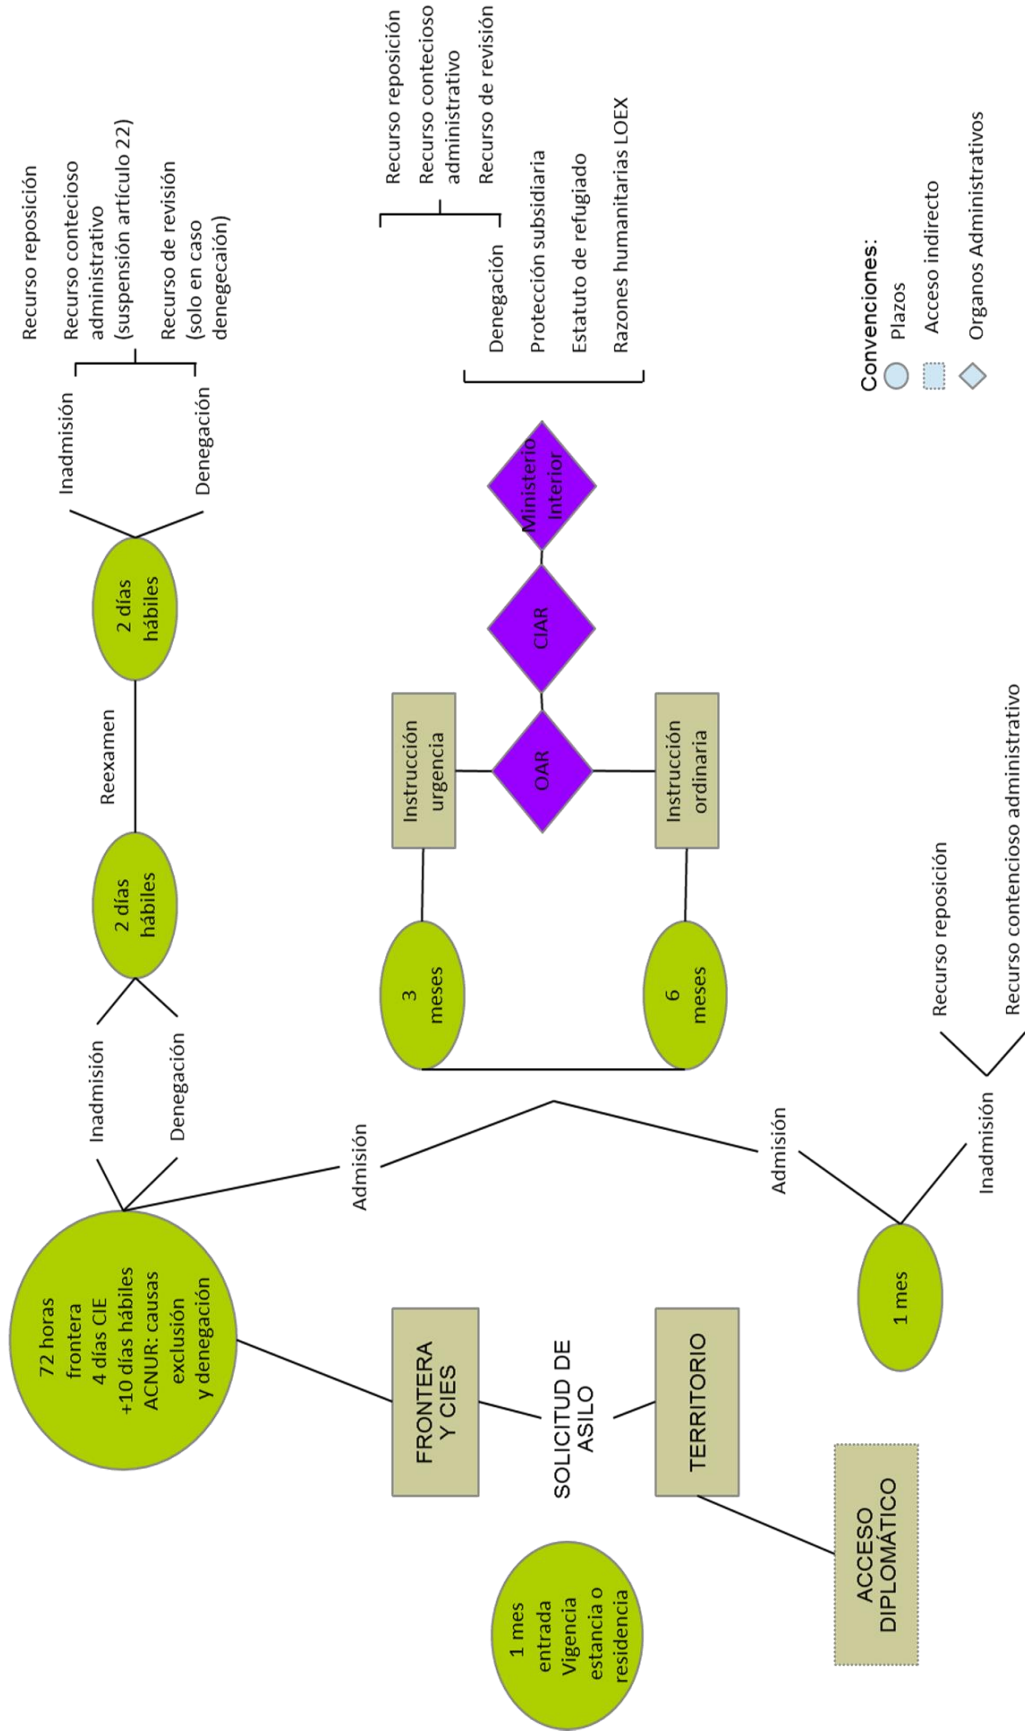 1 mes
entrada
Vigencia
estancia o
residencia
SOLICITUD DE
ASILO
FRONTERA
Y CIES
TERRITORIO
ACCESO
DIPLOMÁTICO
72 horas
frontera
4 días CIE
+10 días hábiles
ACNUR: causas
exclusión
y denegación
Inadmisión
Denegación
2 días
hábiles
Reexamen
2 días
hábiles
Inadmisión
Denegación
Recurso reposición
Recurso contecioso
administrativo
(suspensión artículo 22)
Recurso de revisión
(solo en caso
denegecaión)
Admisión
Admisión
3
meses
6
meses
Instrucción
urgencia
Instrucción
ordinaria
OAR
CIAR
Ministerio
Interior
Denegación
Protección subsidiaria
Estatuto de refugiado
Razones humanitarias LOEX
Recurso reposición
Recurso contecioso
administrativo
Recurso de revisión
1 mes
Inadmisión
Recurso reposición
Recurso contencioso administrativo
Convenciones:
Plazos
Acceso indirecto
Organos Administrativos